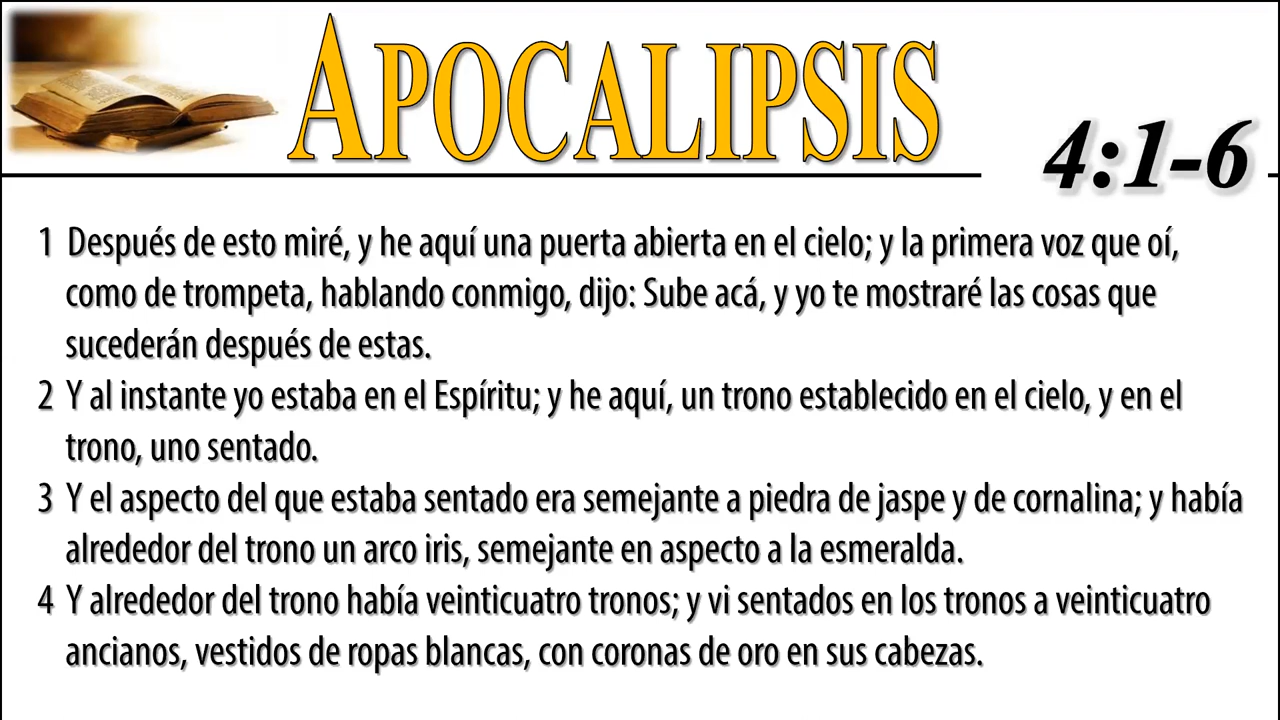 APOCALIPSIS
4:1-6
1 Después de esto miré, y he aquí una puerta abierta en el cielo; y la primera voz que oí,
como de trompeta, hablando conmigo, dijo: Sube acá, y yo te mostraré las cosas que
sucederán después de estas.
2 Y al instante yo estaba en el Espíritu; y he aquí, un trono establecido en el cielo, y en el
trono, uno sentado.
3 Y el aspecto del que estaba sentado era semejante a piedra de jaspe y de cornalina; y había
alrededor del trono un arco iris, semejante en aspecto a la esmeralda.
4 Y alrededor del trono había veinticuatro tronos; y vi sentados en los tronos a veinticuatro
ancianos, vestidos de ropas blancas, con coronas de oro en sus cabezas.